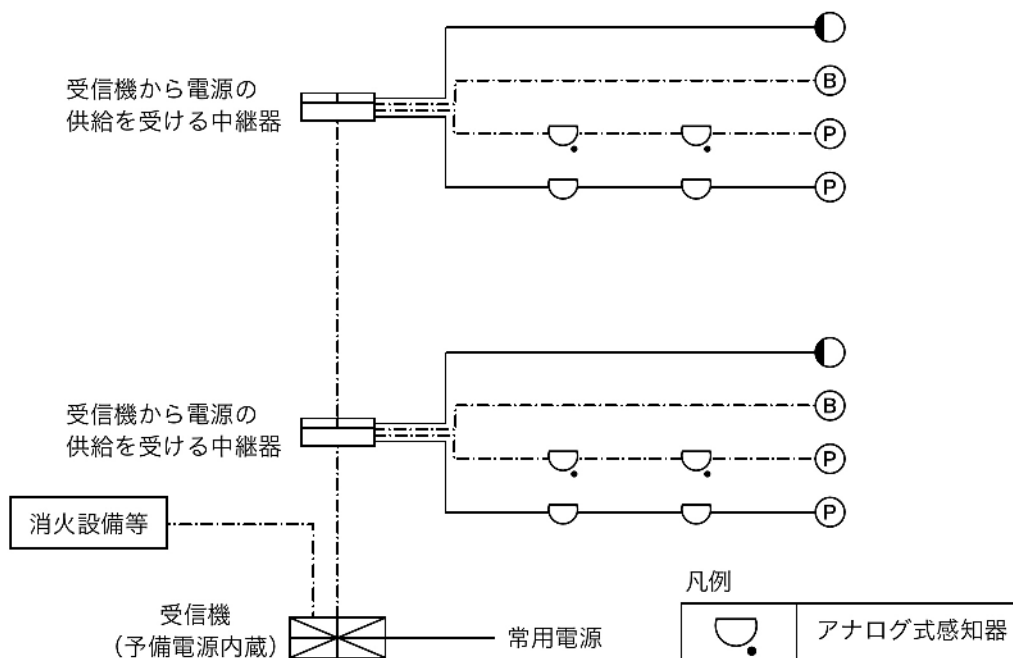 受信機から電源の
供給を受ける中継器
B
P
P
受信機から電源の
供給を受ける中継器
B
P
P
消火設備等
受信機
（予備電源内蔵）
常用電源
凡例
アナログ式感知器